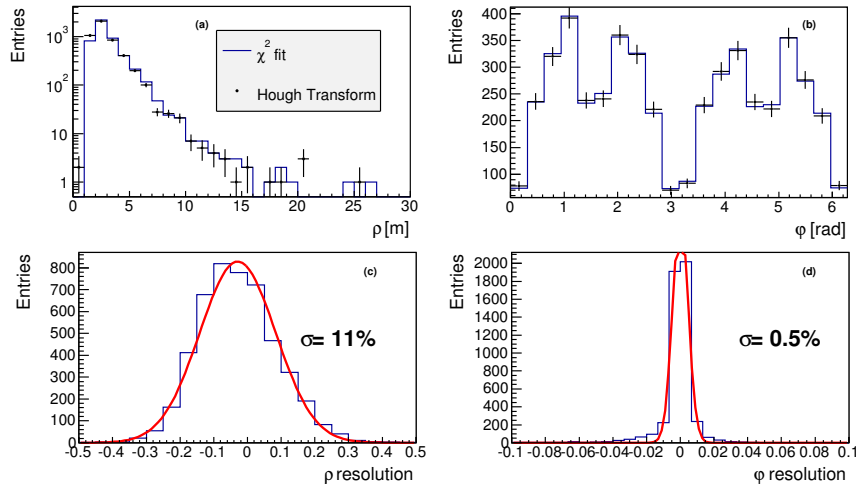 Entries
(a)
χ² fit
Hough Transform
10³
10²
10
1
0 5 10 15 20 25 30
ρ [m]
Entries
(b)
400
350
300
250
200
150
100
0 1 2 3 4 5 6
φ [rad]
Entries
(c)
σ= 11%
800
700
600
500
400
300
200
100
0
-0.5 -0.4 -0.3 -0.2 -0.1 0 0.1 0.2 0.3 0.4 0.5
ρ resolution
Entries
(d)
σ= 0.5%
2000
1800
1600
1400
1200
1000
800
600
400
200
0
-0.1 -0.08 -0.06 -0.04 -0.02 0 0.02 0.04 0.06 0.08 0.1
φ resolution